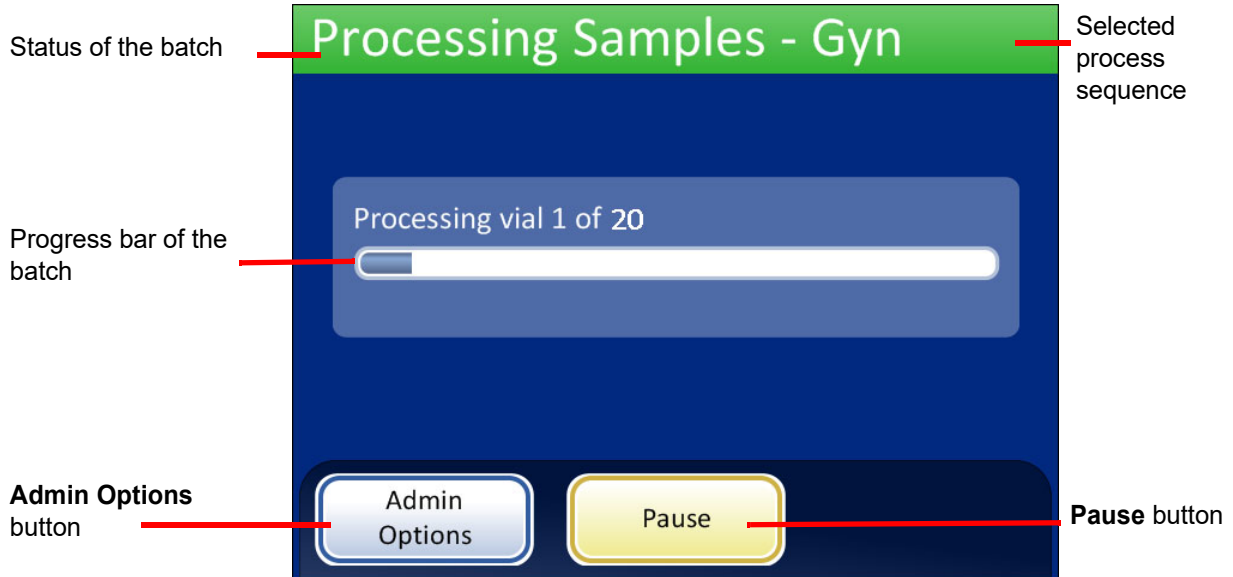 Status of the batch
Processing Samples - Gyn
Selected
process
sequence
Processing vial 1 of 20
Progress bar of the
batch
Admin Options
button
Admin
Options
Pause
Pause button